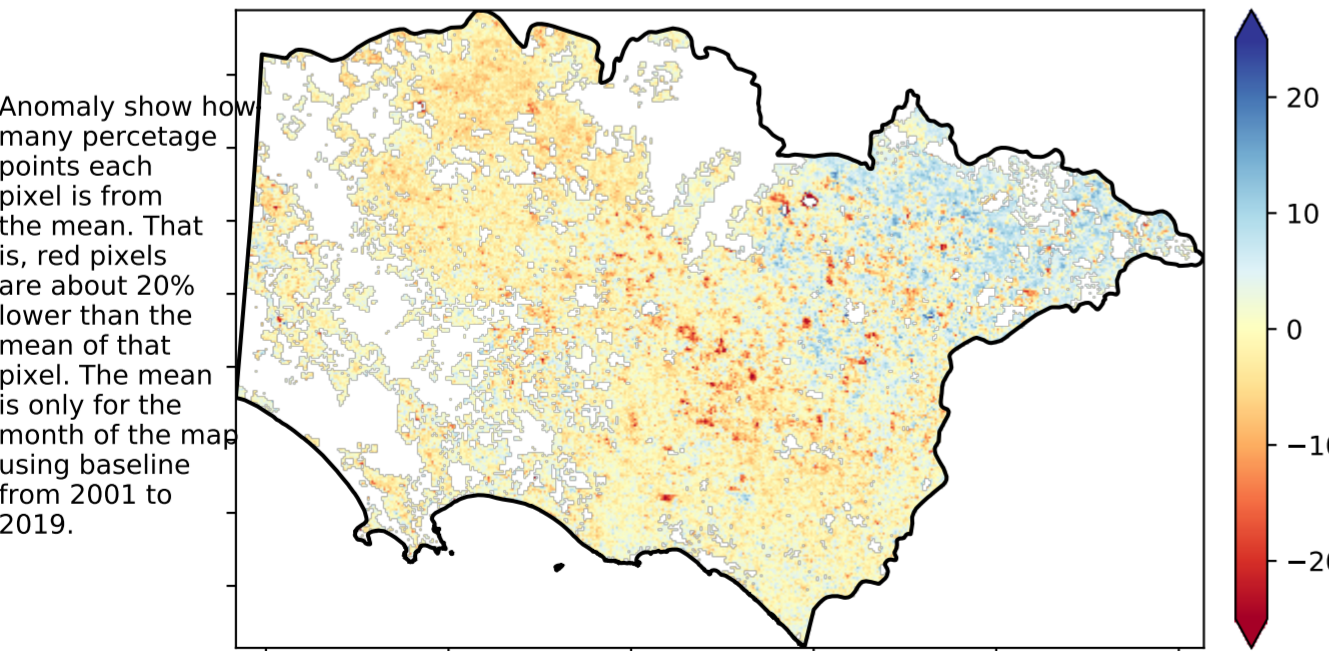 Anomaly show how
many percetage
points each
pixel is from
the mean. That
is, red pixels
are about 20%
lower than the
mean of that
pixel. The mean
is only for the
month of the map
using baseline
from 2001 to
2019.
20
10
0
−10
−20